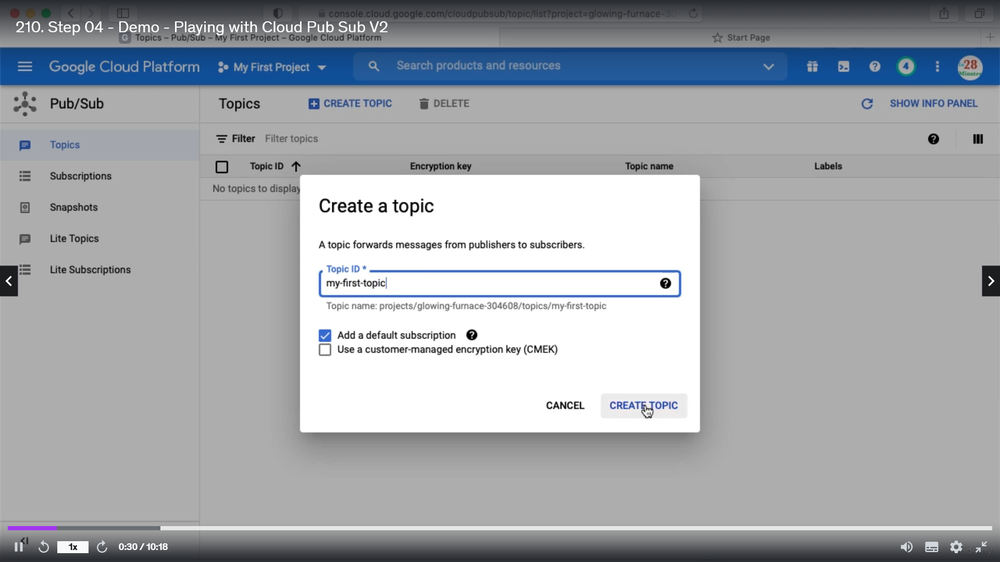 console.cloud.google.com/cloudpubsub/topic/list?project=glowing-furnace-30
210. Step 04 - Demo - Playing with Cloud Pub Sub V2
G Topics – Pub/Sub – My First Project – Google Cloud Platform
Start Page
Google Cloud Platform
My First Project
Search products and resources
4
28
Minutes
Pub/Sub
Topics
CREATE TOPIC
DELETE
SHOW INFO PANEL
Topics
Subscriptions
Snapshots
Lite Topics
Lite Subscriptions
Filter Filter topics
Topic ID
Encryption key
Topic name
Labels
No topics to display
Create a topic
A topic forwards messages from publishers to subscribers.
Topic ID *
my-first-topic
Topic name: projects/glowing-furnace-304608/topics/my-first-topic
Add a default subscription
Use a customer-managed encryption key (CMEK)
CANCEL
CREATE TOPIC
1x
0:30 / 10:18